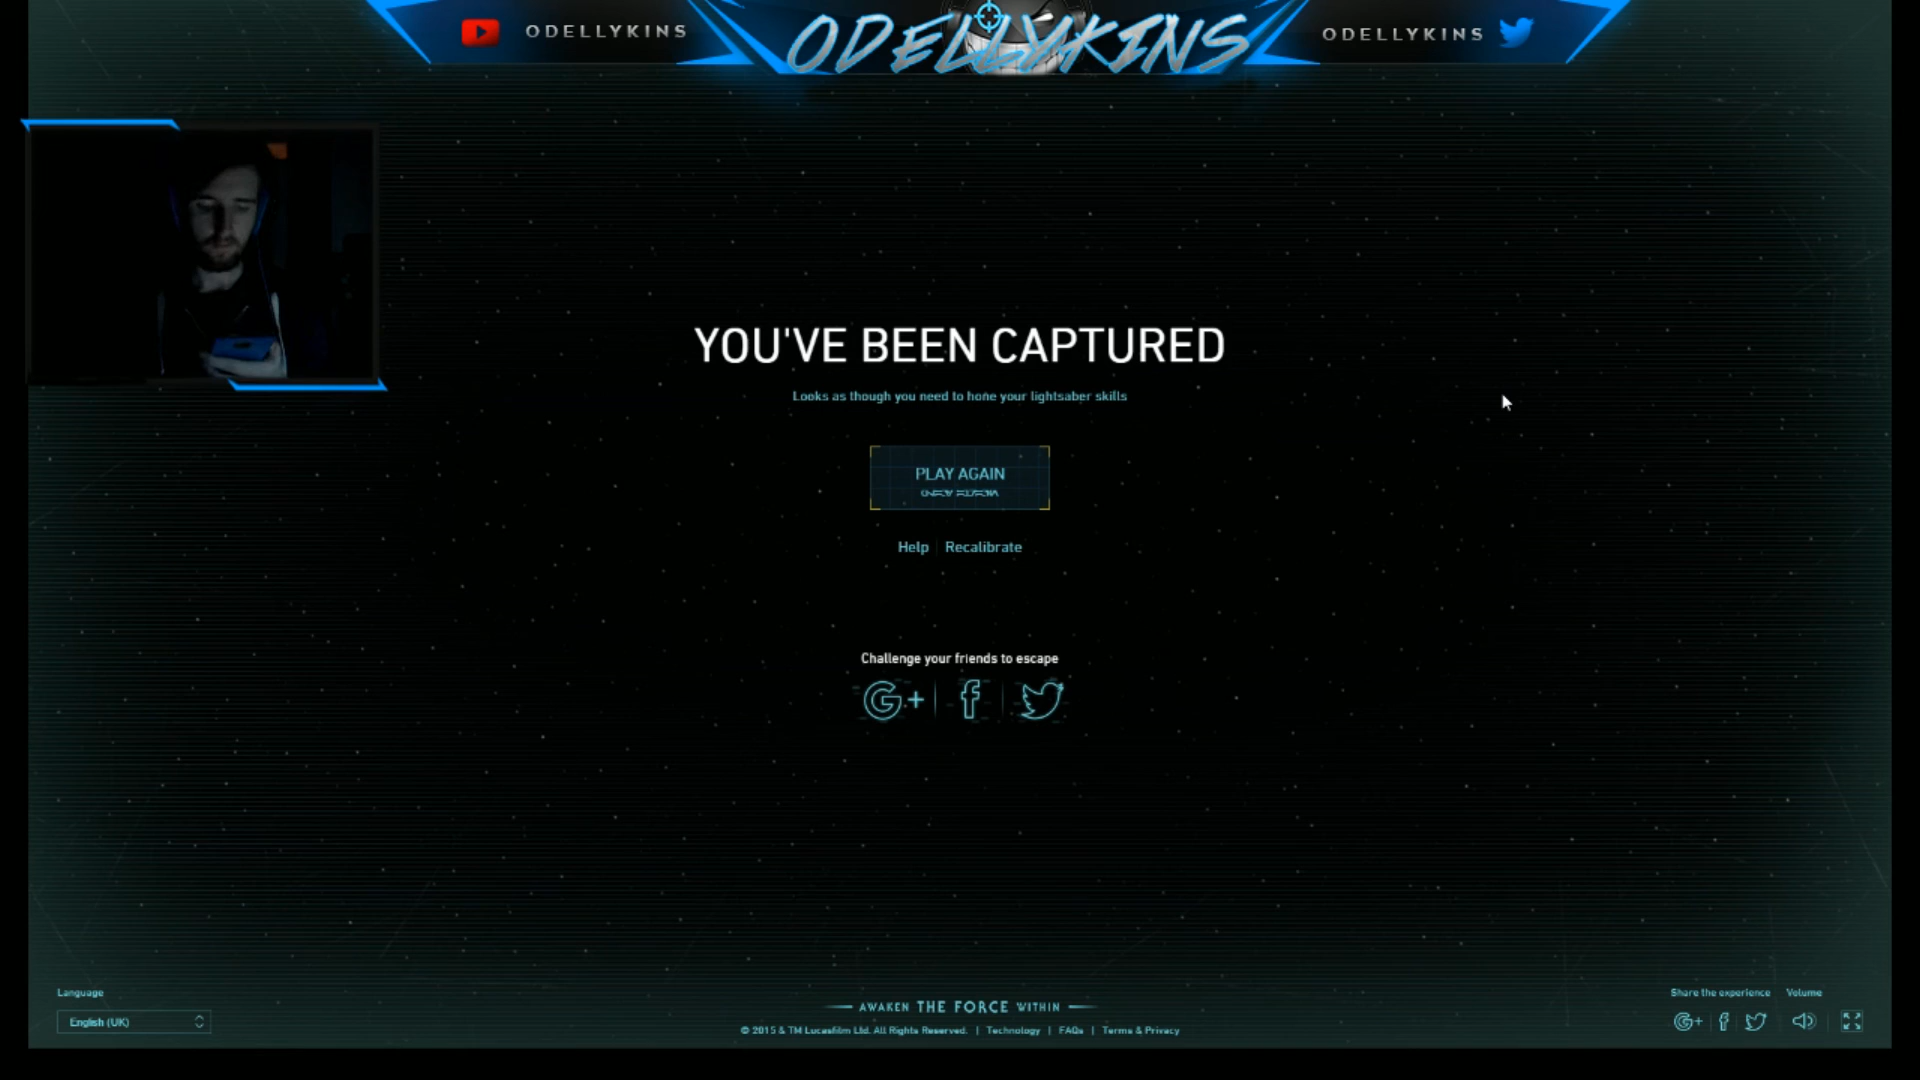 ODELLYKINS
ODELLYKINS
ODELLYKINS
YOU'VE BEEN CAPTURED
Looks as though you need to hone your lightsaber skills
PLAY AGAIN
Help | Recalibrate
Challenge your friends to escape
G+
f
Language
English (UK)
AWAKEN THE FORCE WITHIN
© 2015 & TM Lucasfilm Ltd. All Rights Reserved. | Technology | FAQs | Terms & Privacy
Share the experience
Volume
G+
f